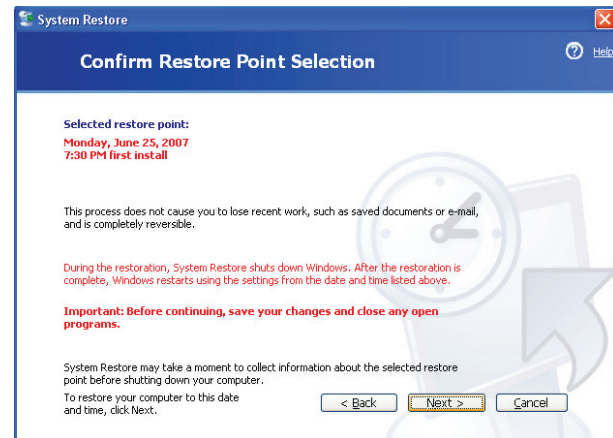 System Restore
Confirm Restore Point Selection
Help
Selected restore point:
Monday, June 25, 2007
7:30 PM first install
This process does not cause you to lose recent work, such as saved documents or e-mail,
and is completely reversible.
During the restoration, System Restore shuts down Windows. After the restoration is
complete, Windows restarts using the settings from the date and time listed above.
Important: Before continuing, save your changes and close any open
programs.
System Restore may take a moment to collect information about the selected restore
point before shutting down your computer.
To restore your computer to this date
and time, click Next.
< Back Next > Cancel